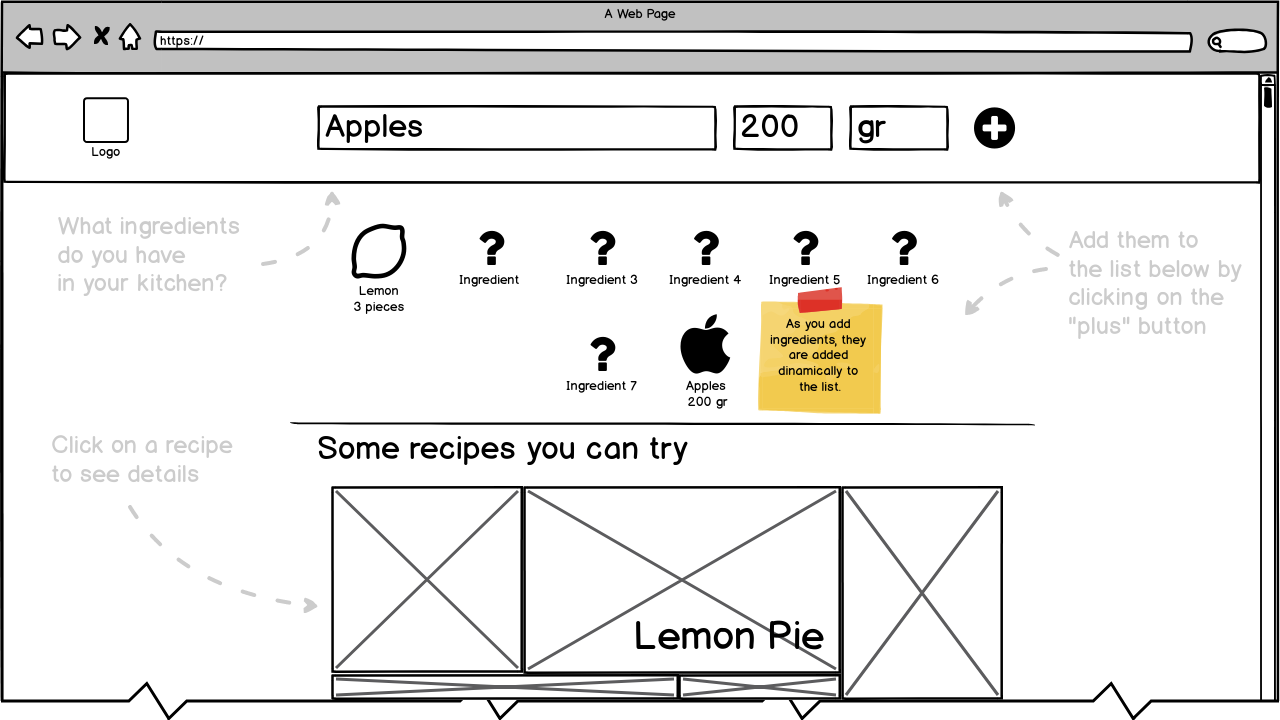 A Web Page
https://
Logo
Apples
200
gr
What ingredients
do you have
in your kitchen?
Add them to
the list below by
clicking on the
"plus" button
Lemon
3 pieces
?
Ingredient
?
Ingredient 3
?
Ingredient 4
?
Ingredient 5
?
Ingredient 6
?
Ingredient 7
Apples
200 gr
As you add
ingredients, they
are added
dinamically to
the list.
Click on a recipe
to see details
Some recipes you can try
Lemon Pie